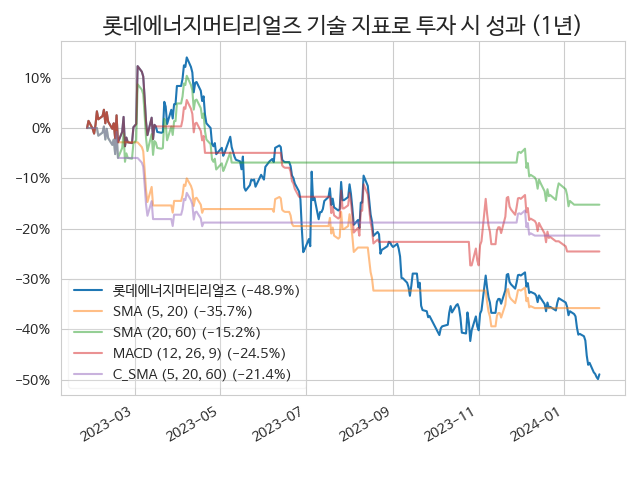 롯데에너지머티리얼즈 기술 지표로 투자 시 성과 (1년)
10%
0%
−10%
−20%
−30%
−40%
−50%
롯데에너지머티리얼즈 (−48.9%)
SMA (5, 20) (−35.7%)
SMA (20, 60) (−15.2%)
MACD (12, 26, 9) (−24.5%)
C_SMA (5, 20, 60) (−21.4%)
2023−03
2023−05
2023−07
2023−09
2023−11
2024−01